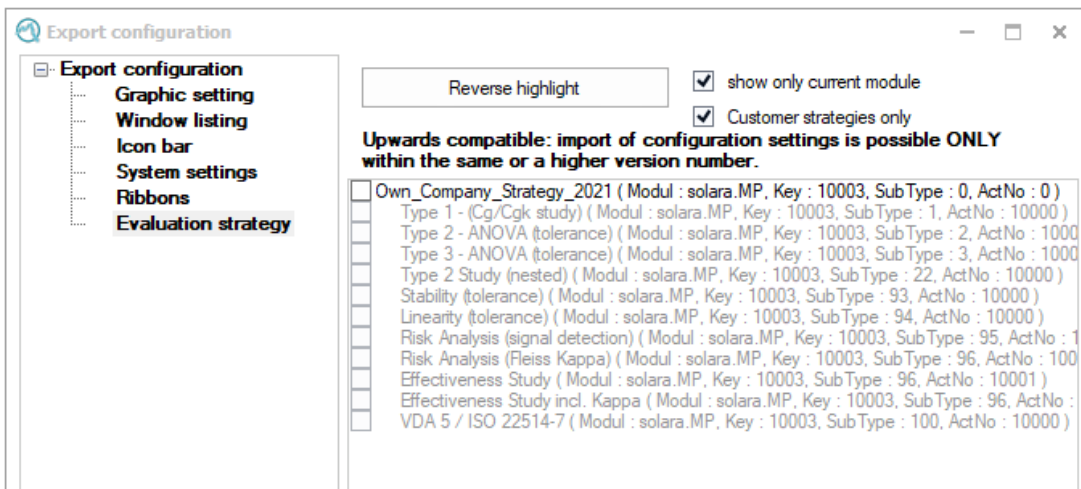 Export configuration
Export configuration
Graphic setting
Window listing
Icon bar
System settings
Ribbons
Evaluation strategy
Reverse highlight
show only current module
Customer strategies only
Upwards compatible: import of configuration settings is possible ONLY
within the same or a higher version number.
Own_Company_Strategy_2021 ( Modul : solara.MP, Key : 10003, SubType : 0, ActNo : 0 )
Type 1 - (Cg/Cgk study) ( Modul : solara.MP, Key : 10003, SubType : 1, ActNo : 10000 )
Type 2 - ANOVA (tolerance) ( Modul : solara.MP, Key : 10003, SubType : 2, ActNo : 1000
Type 3 - ANOVA (tolerance) ( Modul : solara.MP, Key : 10003, SubType : 3, ActNo : 1000
Type 2 Study (nested) ( Modul : solara.MP, Key : 10003, SubType : 22, ActNo : 10000 )
Stability (tolerance) ( Modul : solara.MP, Key : 10003, SubType : 93, ActNo : 10000 )
Linearity (tolerance) ( Modul : solara.MP, Key : 10003, SubType : 94, ActNo : 10000 )
Risk Analysis (signal detection) ( Modul : solara.MP, Key : 10003, SubType : 95, ActNo : 1
Risk Analysis (Fleiss Kappa) ( Modul : solara.MP, Key : 10003, SubType : 96, ActNo : 100
Effectiveness Study ( Modul : solara.MP, Key : 10003, SubType : 96, ActNo : 10001 )
Effectiveness Study incl. Kappa ( Modul : solara.MP, Key : 10003, SubType : 96, ActNo :
VDA 5 / ISO 22514-7 ( Modul : solara.MP, Key : 10003, SubType : 100, ActNo : 10000 )